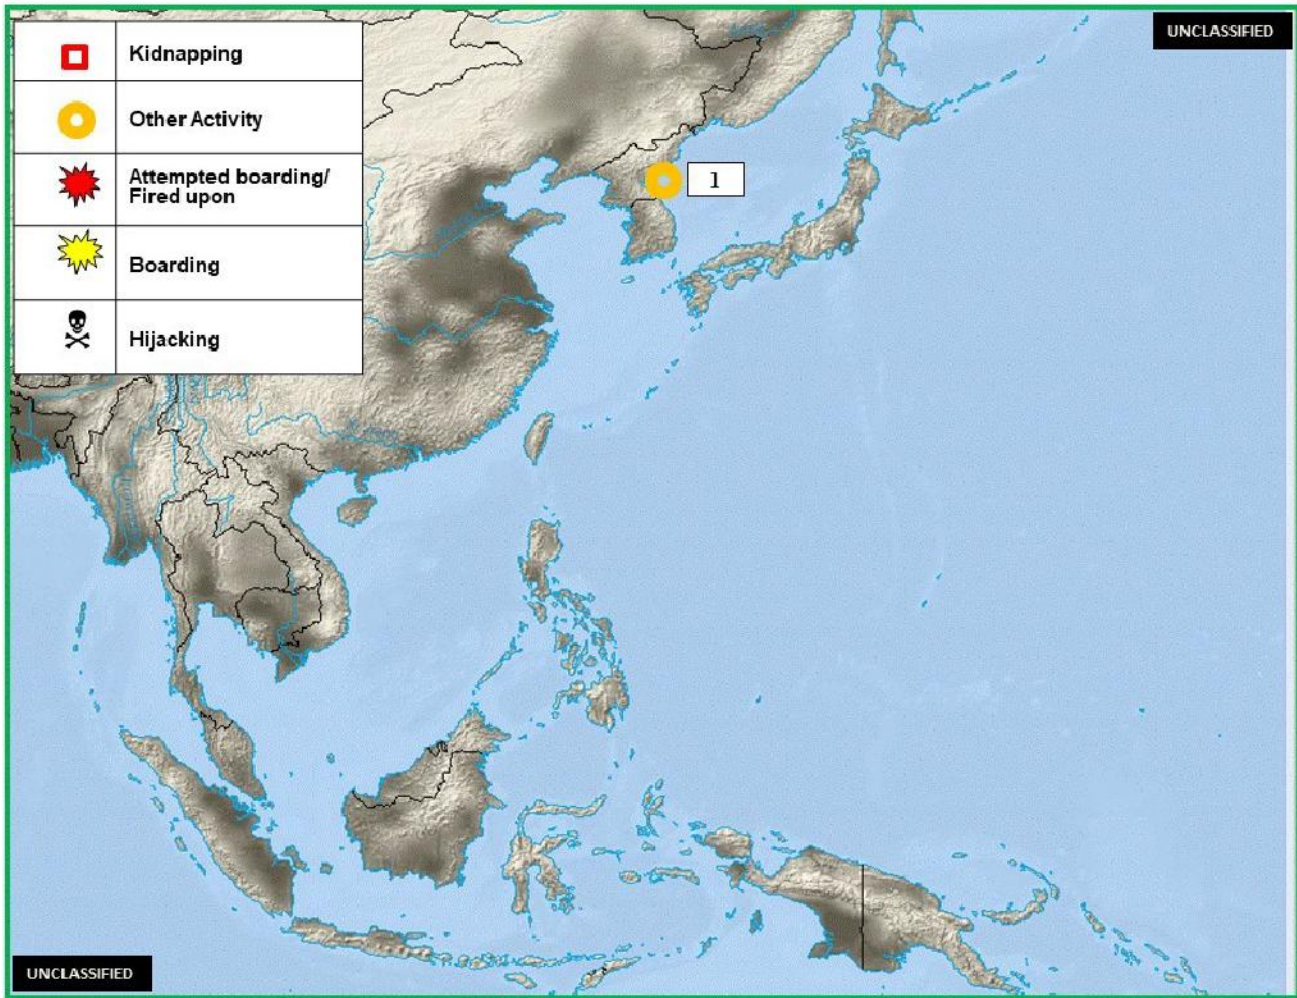 UNCLASSIFIED
Kidnapping
Other Activity
Attempted boarding/
Fired upon
Boarding
Hijacking
1
UNCLASSIFIED